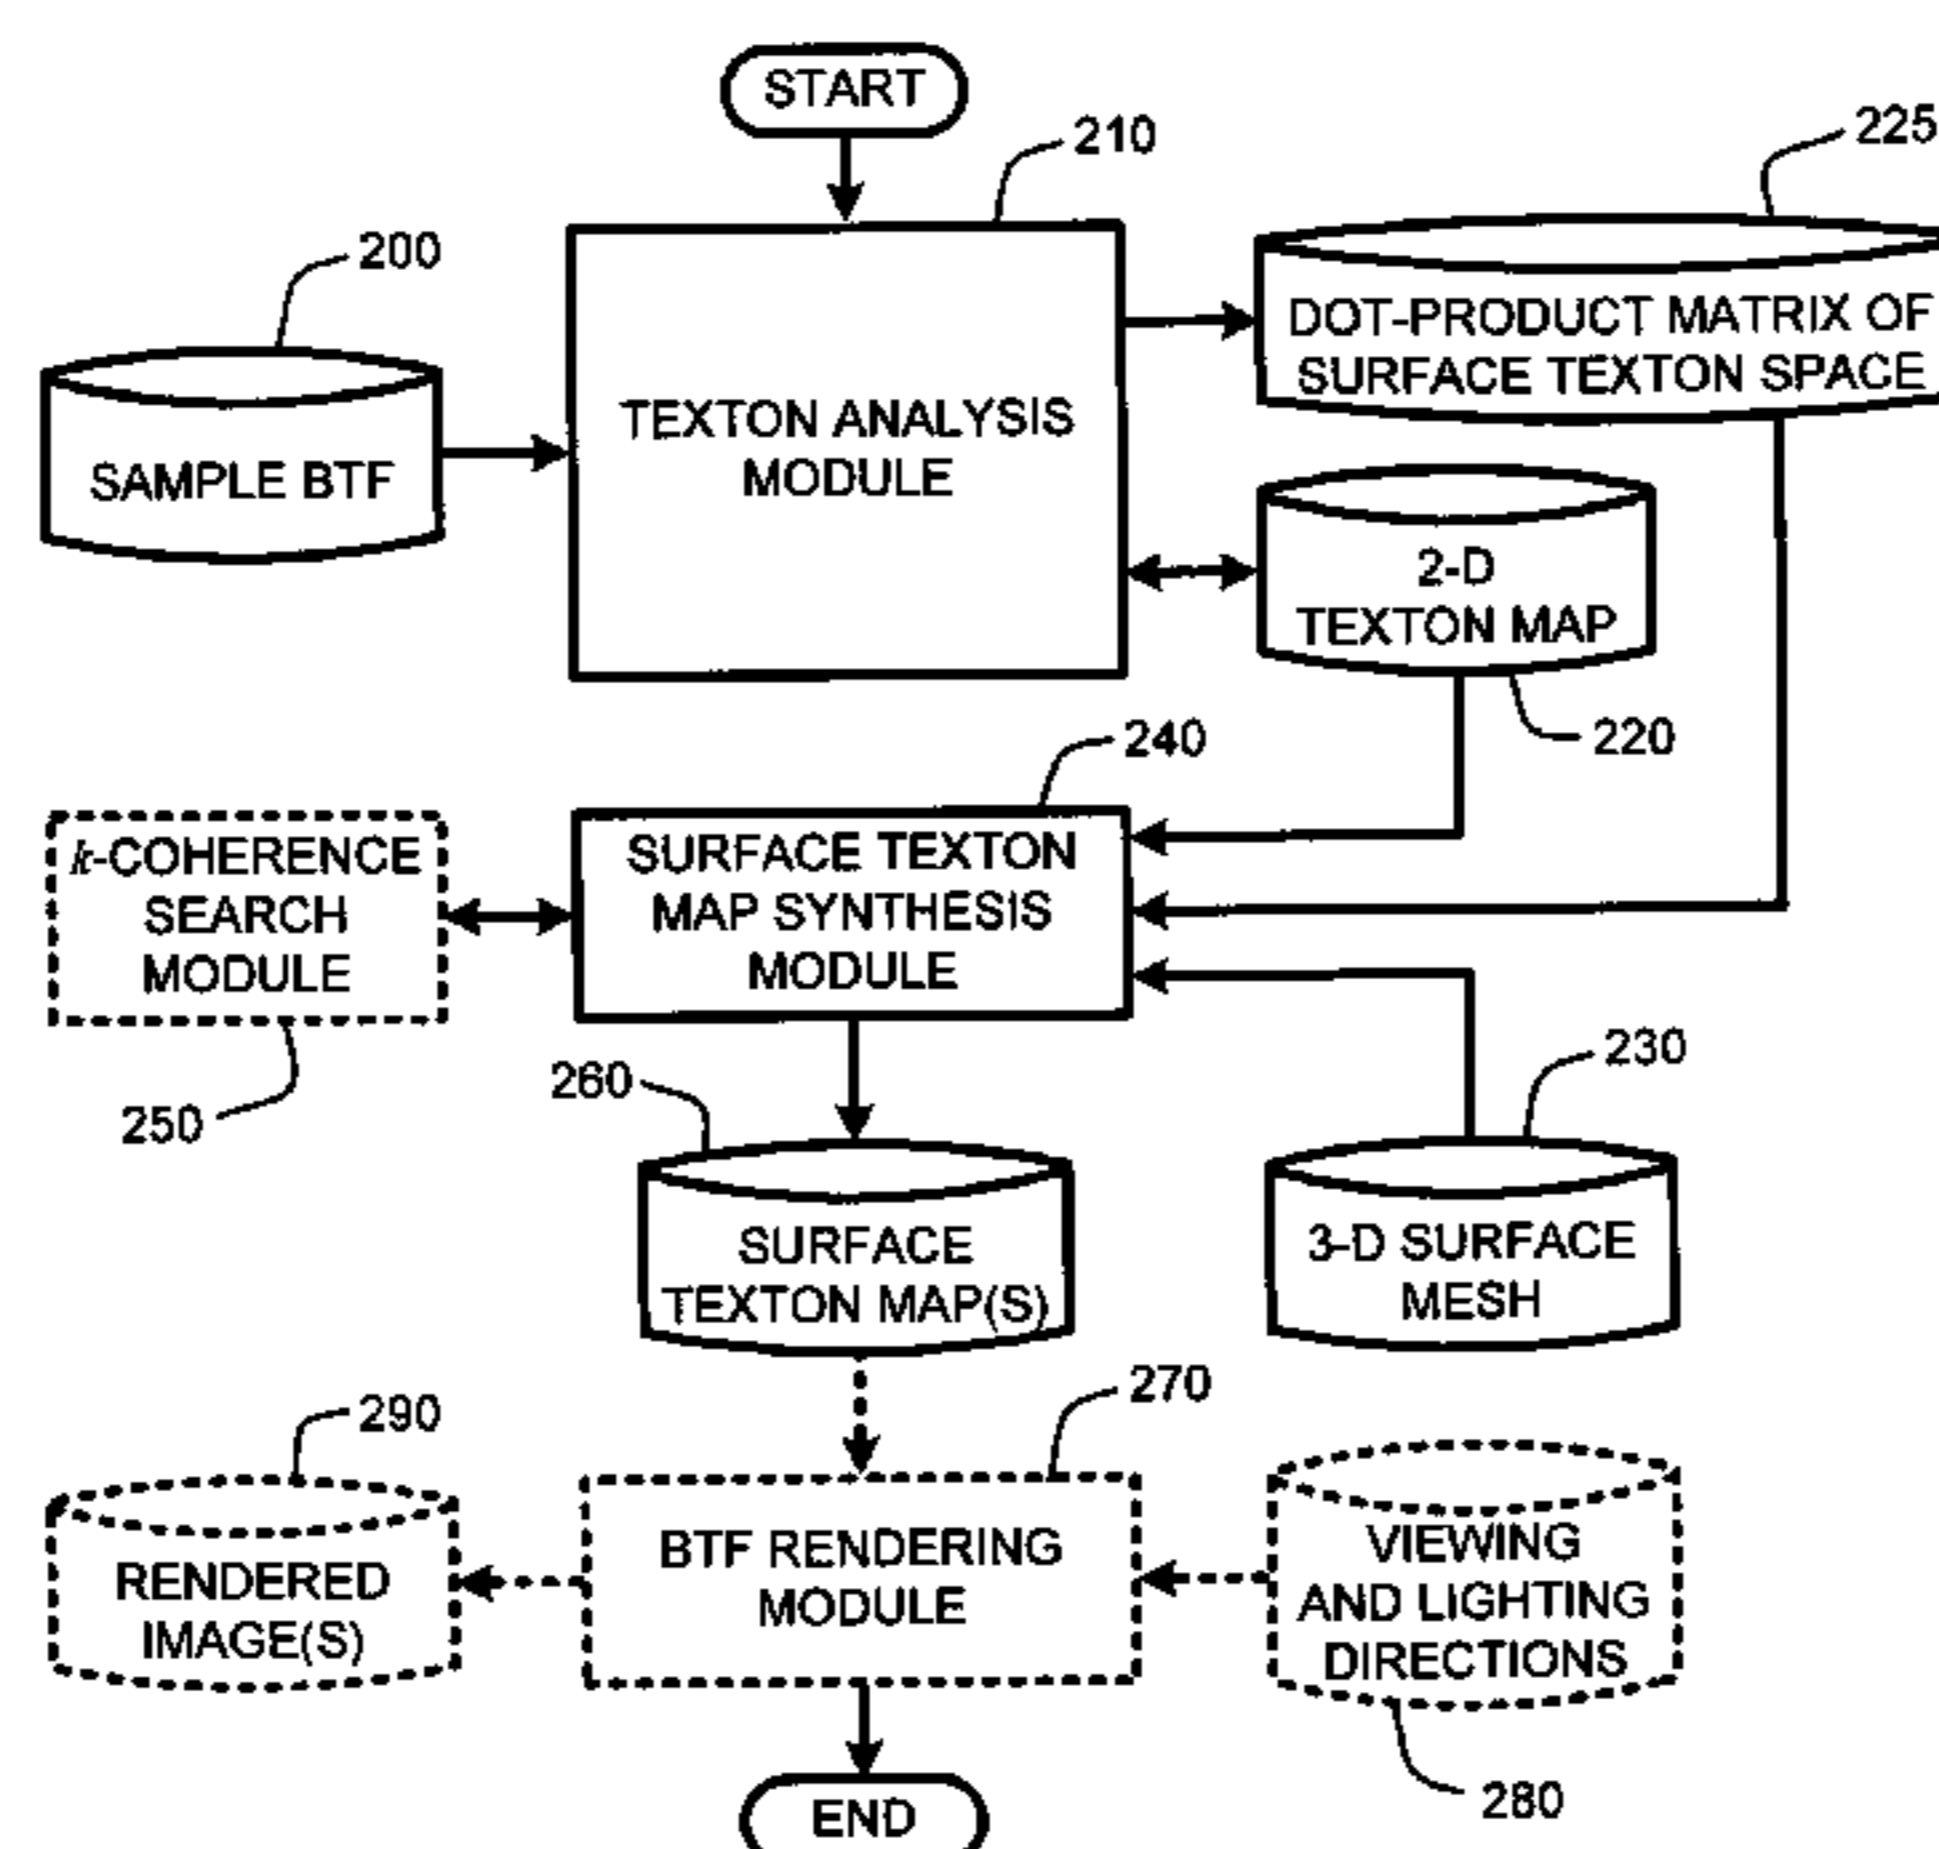 START
210
225
200
DOT-PRODUCT MATRIX OF
SURFACE TEXTON SPACE
TEXTON ANALYSIS
MODULE
SAMPLE BTF
2-D
TEXTON MAP
220
240
k-COHERENCE
SEARCH
MODULE
SURFACE TEXTON
MAP SYNTHESIS
MODULE
250
260
230
SURFACE
TEXTON MAP(S)
3-D SURFACE
MESH
290
270
RENDERED
IMAGE(S)
BTF RENDERING
MODULE
VIEWING
AND LIGHTING
DIRECTIONS
280
END